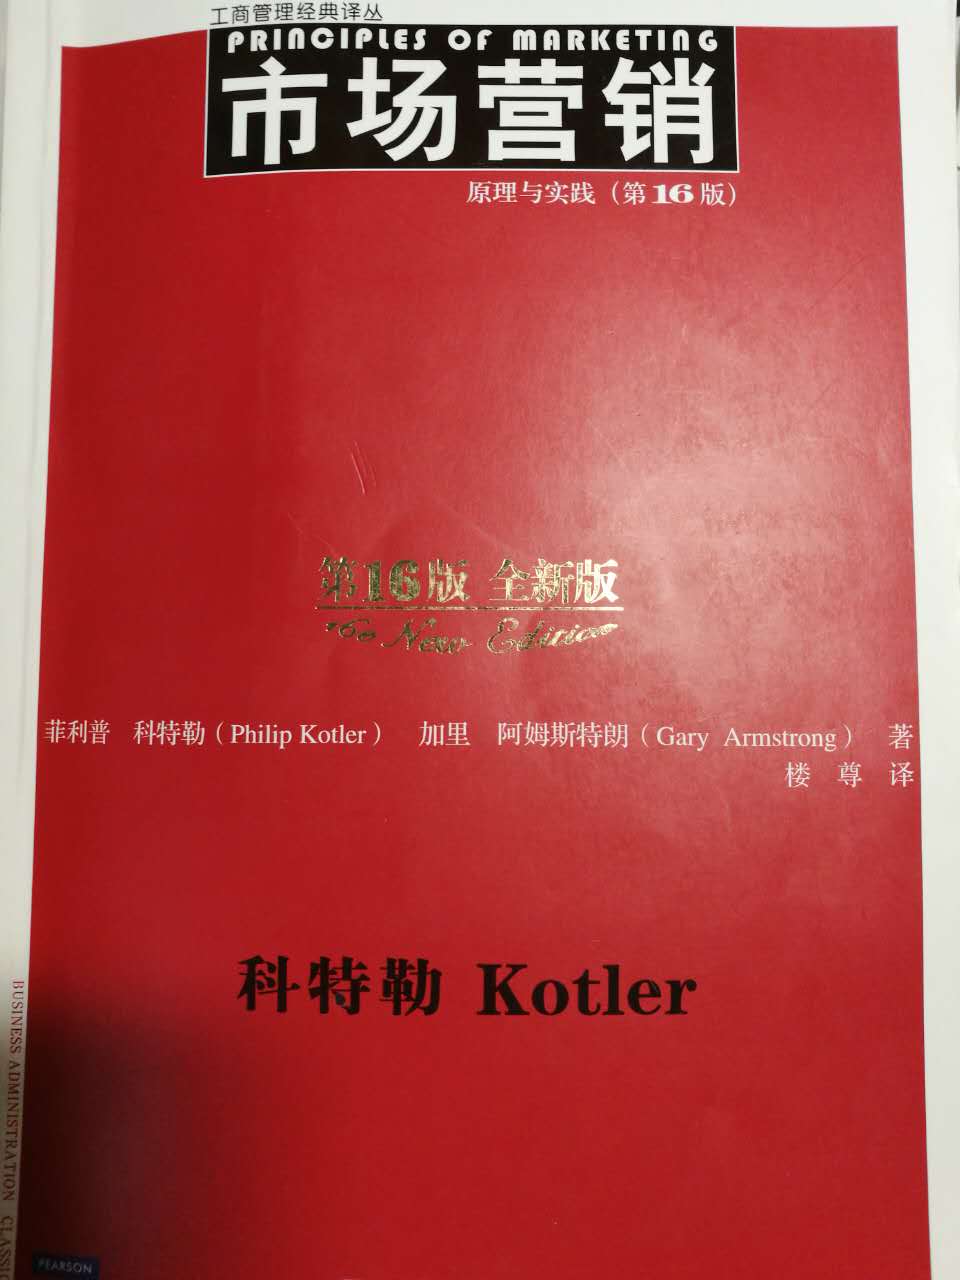 工商管理经典译丛
PRINCIPLES OF MARKETING
市场营销
原理与实践（第16版）
第16版 全新版
16e New Edition
菲利普 科特勒（Philip Kotler） 加里 阿姆斯特朗（Gary Armstrong） 著
楼 尊 译
科特勒 Kotler
BUSINESS ADMINISTRATION CLASSIC
PEARSON